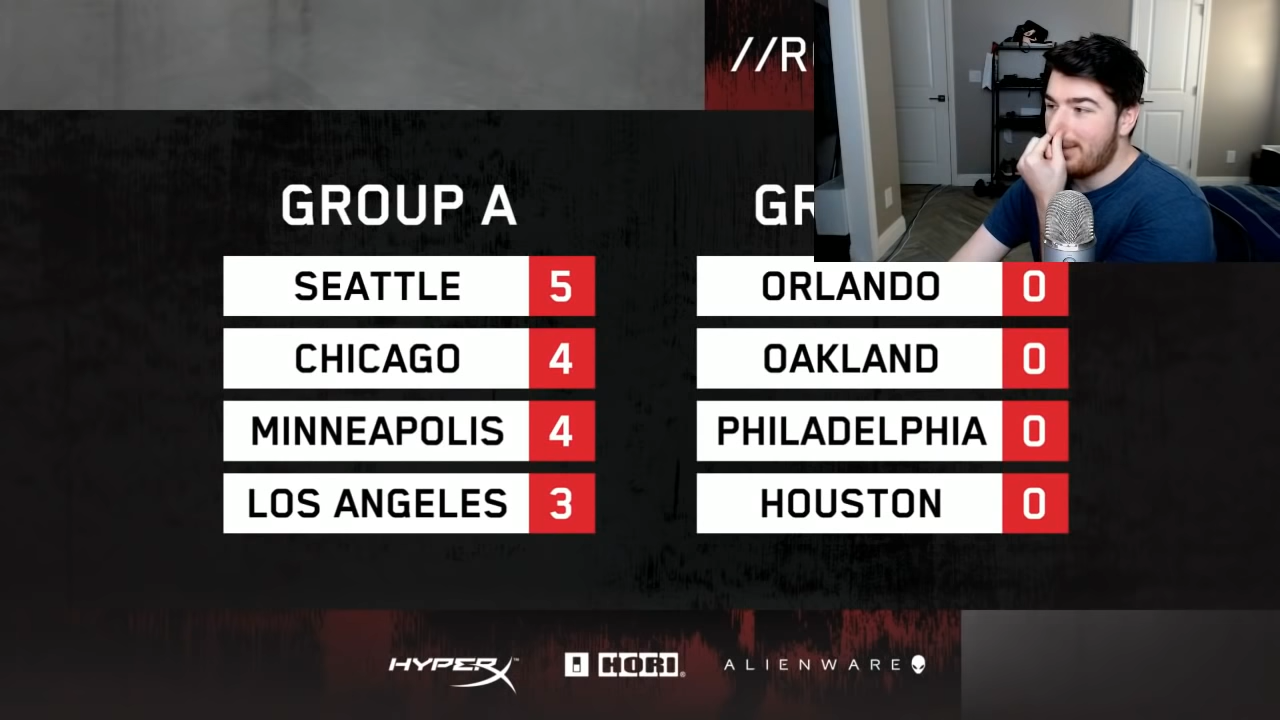 //R
GROUP A
SEATTLE 5
CHICAGO 4
MINNEAPOLIS 4
LOS ANGELES 3
GR
ORLANDO 0
OAKLAND 0
PHILADELPHIA 0
HOUSTON 0
HYPERX
HORI
ALIENWARE